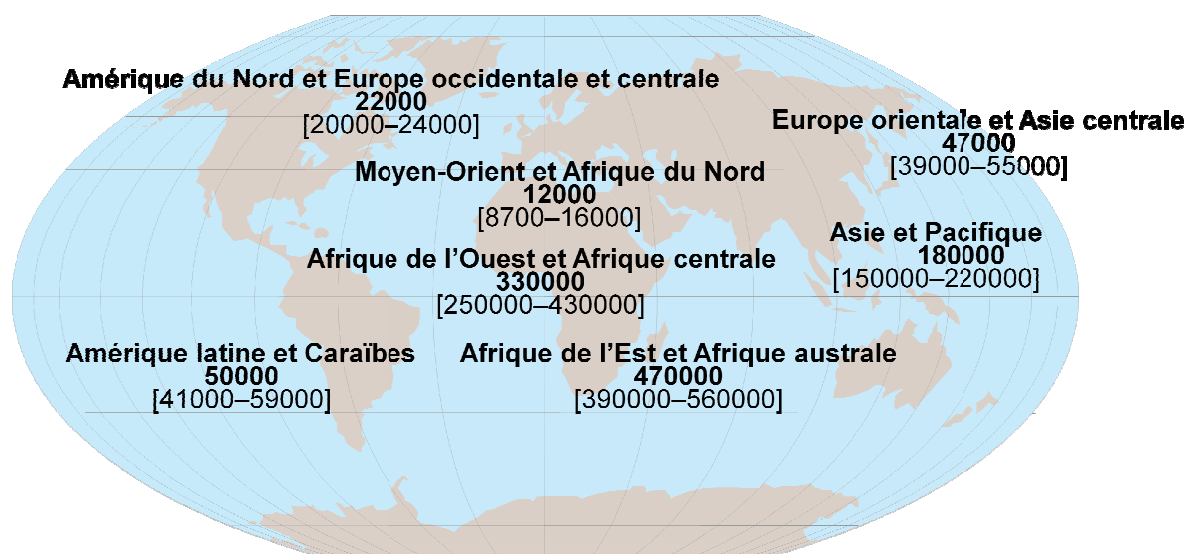 Amérique du Nord et Europe occidentale et centrale
22000
[20000–24000]
Europe orientale et Asie centrale
47000
[39000–55000]
Moyen-Orient et Afrique du Nord
12000
[8700–16000]
Asie et Pacifique
180000
[150000–220000]
Afrique de l’Ouest et Afrique centrale
330000
[250000–430000]
Amérique latine et Caraïbes
50000
[41000–59000]
Afrique de l’Est et Afrique australe
470000
[390000–560000]